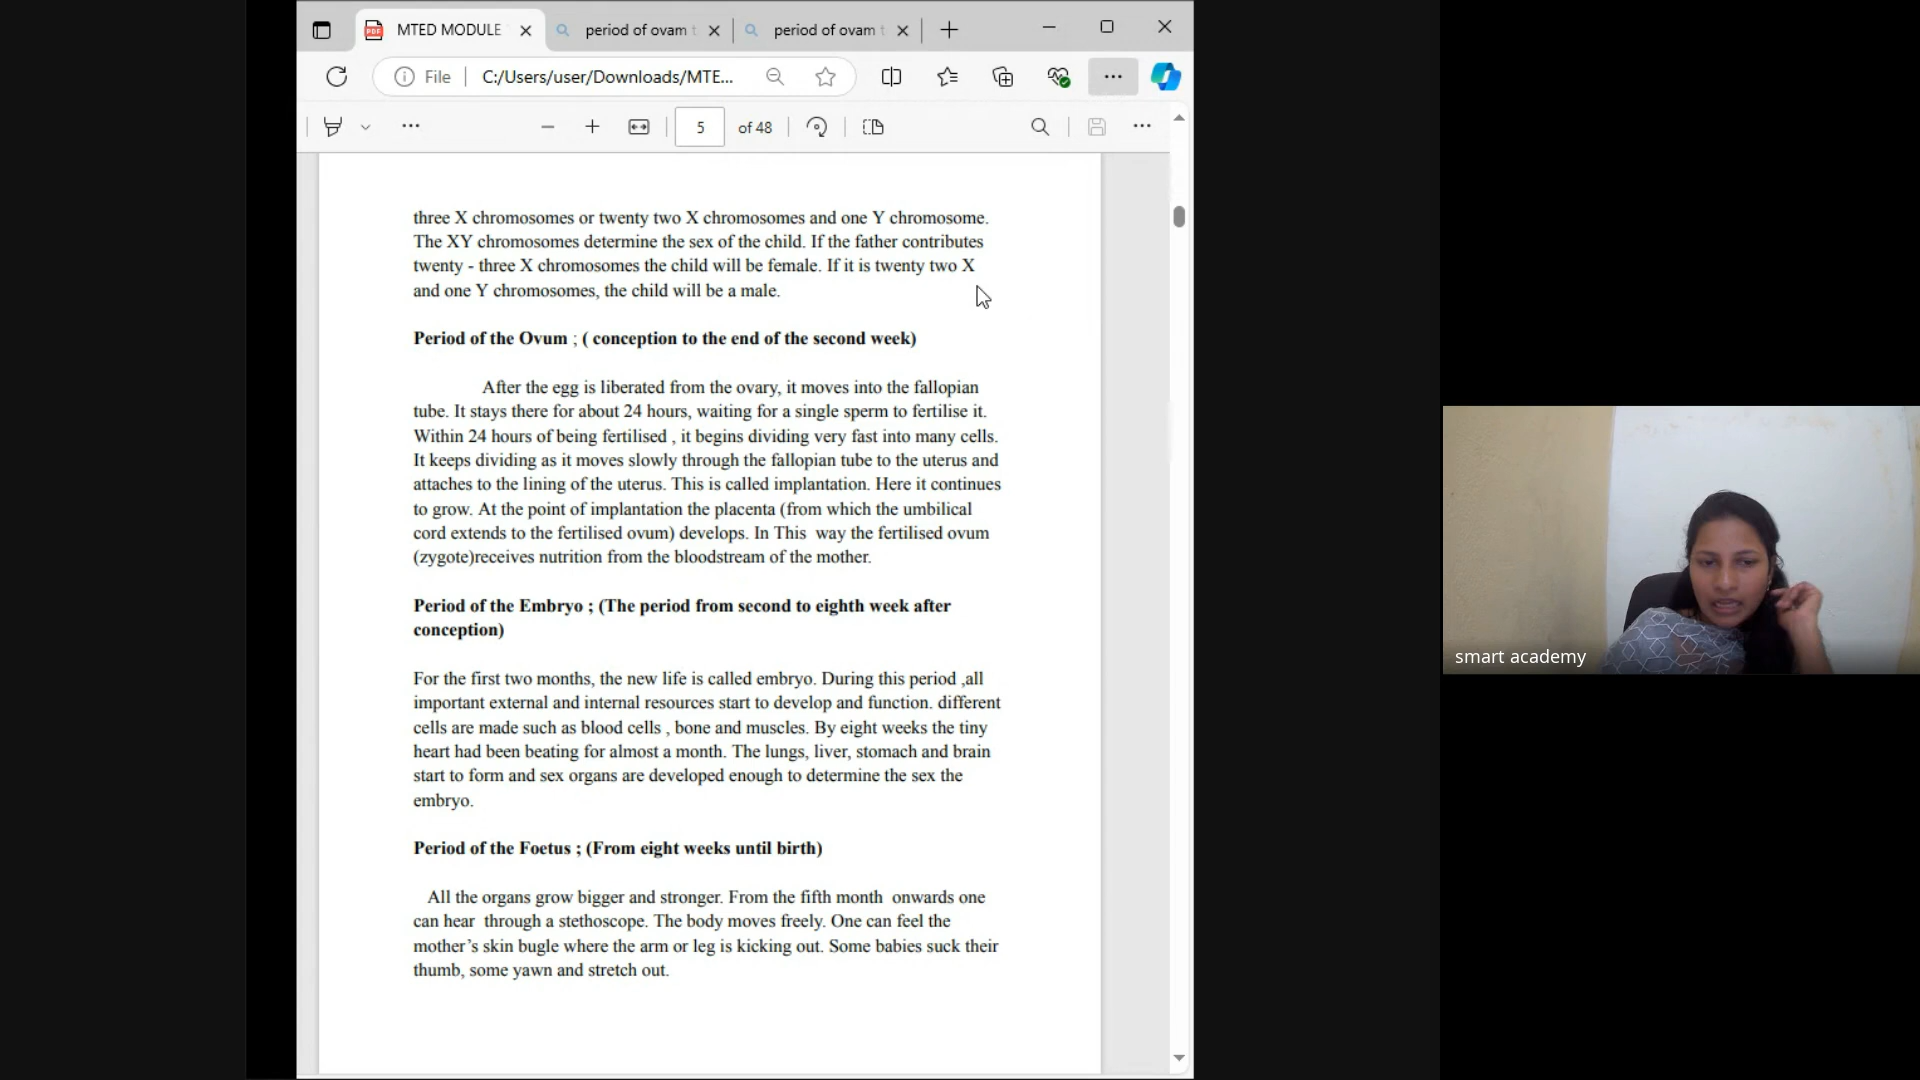 MTED MODULE
period of ovam t
period of ovam t
File
C:/Users/user/Downloads/MTE...
5
of 48
three X chromosomes or twenty two X chromosomes and one Y chromosome.
The XY chromosomes determine the sex of the child. If the father contributes
twenty - three X chromosomes the child will be female. If it is twenty two X
and one Y chromosomes, the child will be a male.
Period of the Ovum ; ( conception to the end of the second week)
After the egg is liberated from the ovary, it moves into the fallopian
tube. It stays there for about 24 hours, waiting for a single sperm to fertilise it.
Within 24 hours of being fertilised , it begins dividing very fast into many cells.
It keeps dividing as it moves slowly through the fallopian tube to the uterus and
attaches to the lining of the uterus. This is called implantation. Here it continues
to grow. At the point of implantation the placenta (from which the umbilical
cord extends to the fertilised ovum) develops. In This way the fertilised ovum
(zygote)receives nutrition from the bloodstream of the mother.
Period of the Embryo ; (The period from second to eighth week after
conception)
For the first two months, the new life is called embryo. During this period ,all
important external and internal resources start to develop and function. different
cells are made such as blood cells , bone and muscles. By eight weeks the tiny
heart had been beating for almost a month. The lungs, liver, stomach and brain
start to form and sex organs are developed enough to determine the sex the
embryo.
Period of the Foetus ; (From eight weeks until birth)
All the organs grow bigger and stronger. From the fifth month onwards one
can hear through a stethoscope. The body moves freely. One can feel the
mother’s skin bugle where the arm or leg is kicking out. Some babies suck their
thumb, some yawn and stretch out.
smart academy